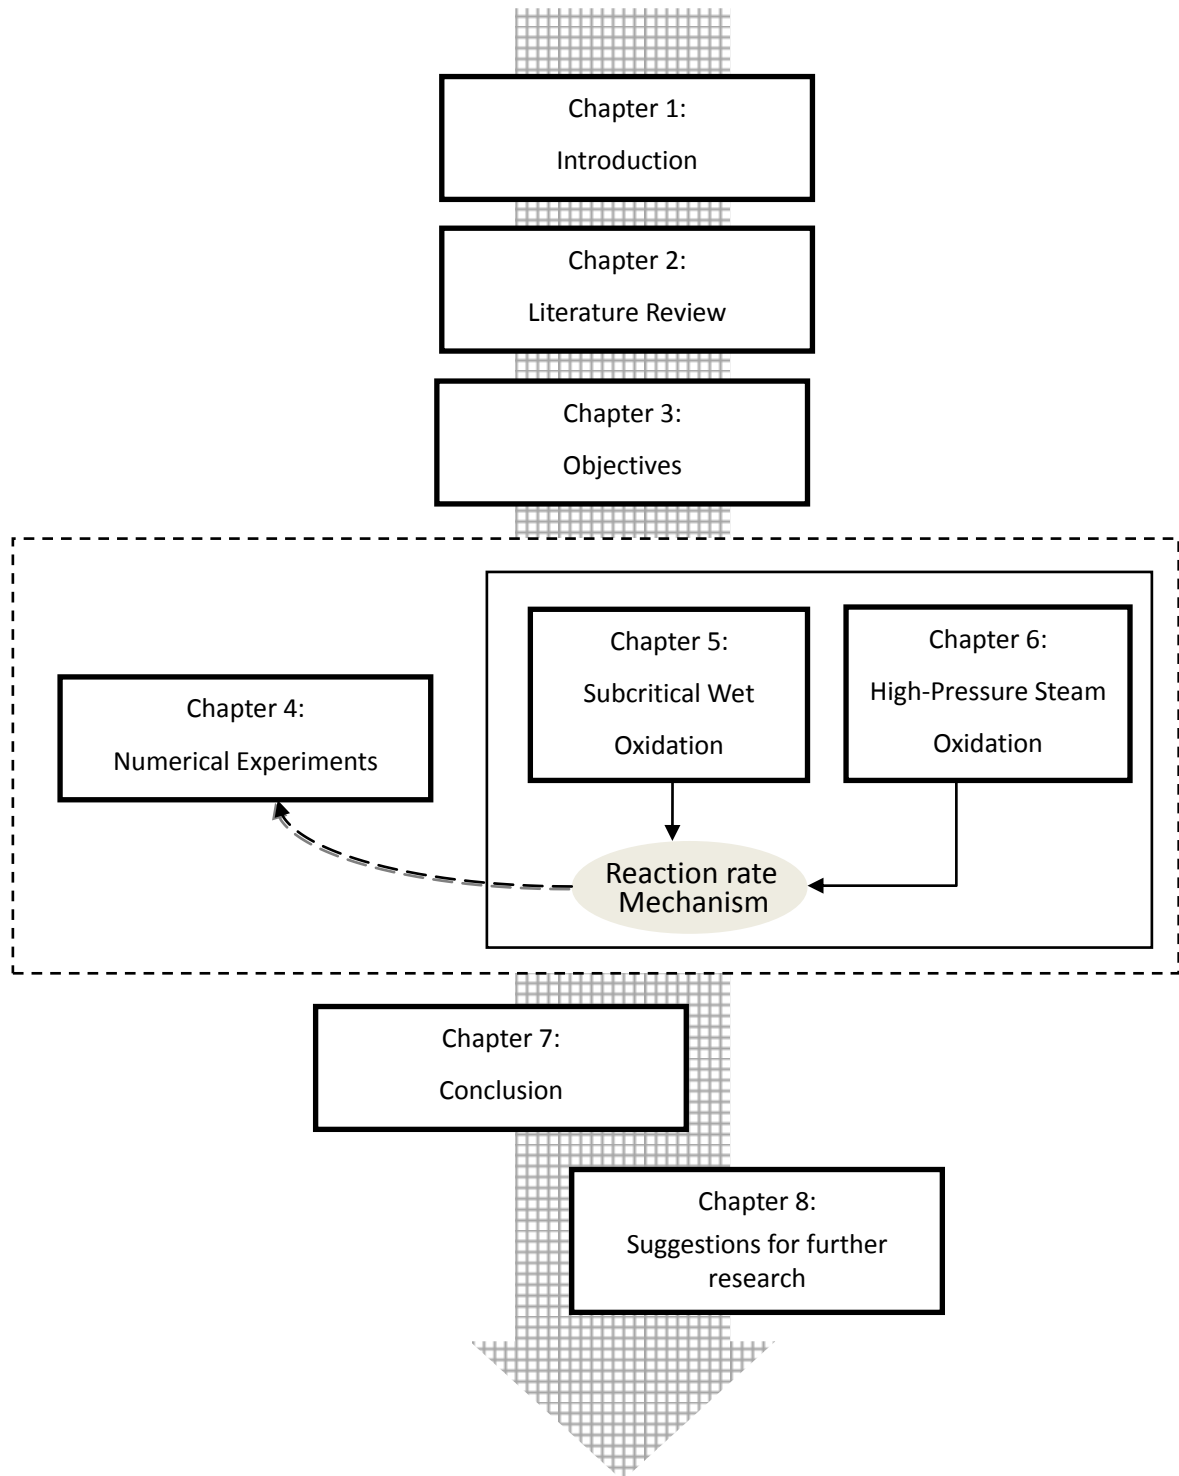 Chapter 1:
Introduction
Chapter 2:
Literature Review
Chapter 3:
Objectives
Chapter 4:
Numerical Experiments
Chapter 5:
Subcritical Wet
Oxidation
Chapter 6:
High-Pressure Steam
Oxidation
Reaction rate
Mechanism
Chapter 7:
Conclusion
Chapter 8:
Suggestions for further
research